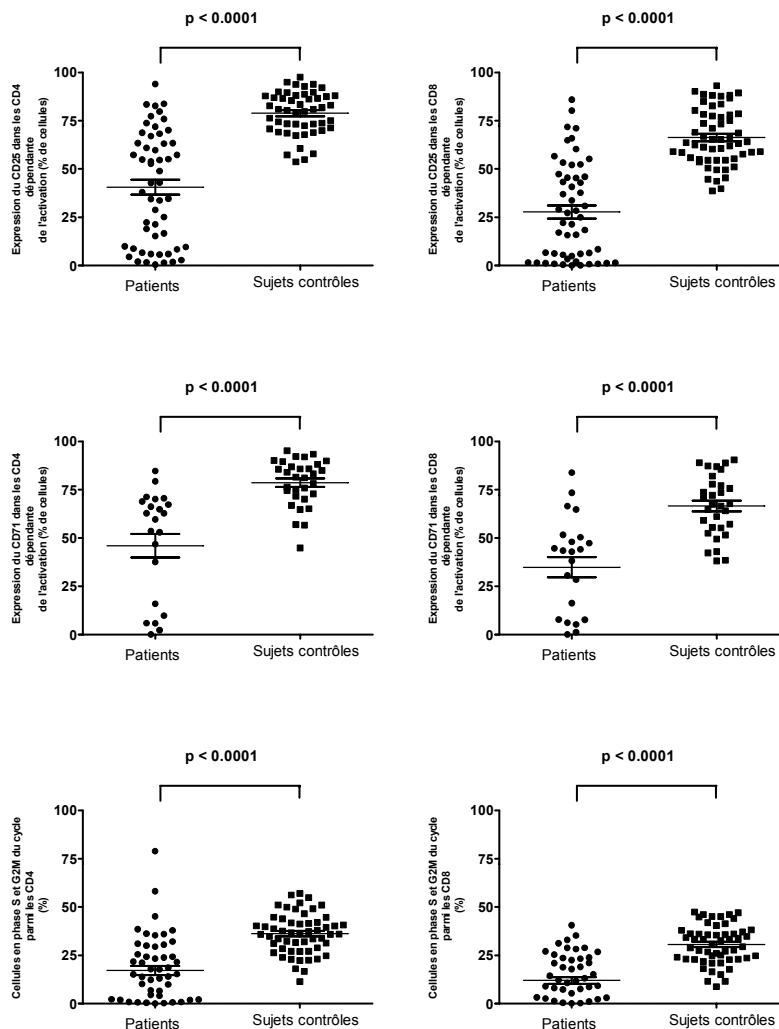 p < 0.0001
p < 0.0001
Expression du CD25 dans les CD4
dépendante
de l'activation (% de cellules)
100
75
50
25
0
Patients
Sujets contrôles
Expression du CD25 dans les CD8
dépendante
de l'activation (% de cellules)
100
75
50
25
0
Patients
Sujets contrôles
p < 0.0001
p < 0.0001
Expression du CD71 dans les CD4
dépendante
de l'activation (% de cellules)
100
75
50
25
0
Patients
Sujets contrôles
Expression du CD71 dans les CD8
dépendante
de l'activation (% de cellules)
100
75
50
25
0
Patients
Sujets contrôles
p < 0.0001
p < 0.0001
Cellules en phase S et G2M du cycle
parmi les CD4
(%)
100
75
50
25
0
Patients
Sujets contrôles
Cellules en phase S et G2M du cycle
parmi les CD8
(%)
100
75
50
25
0
Patients
Sujets contrôles